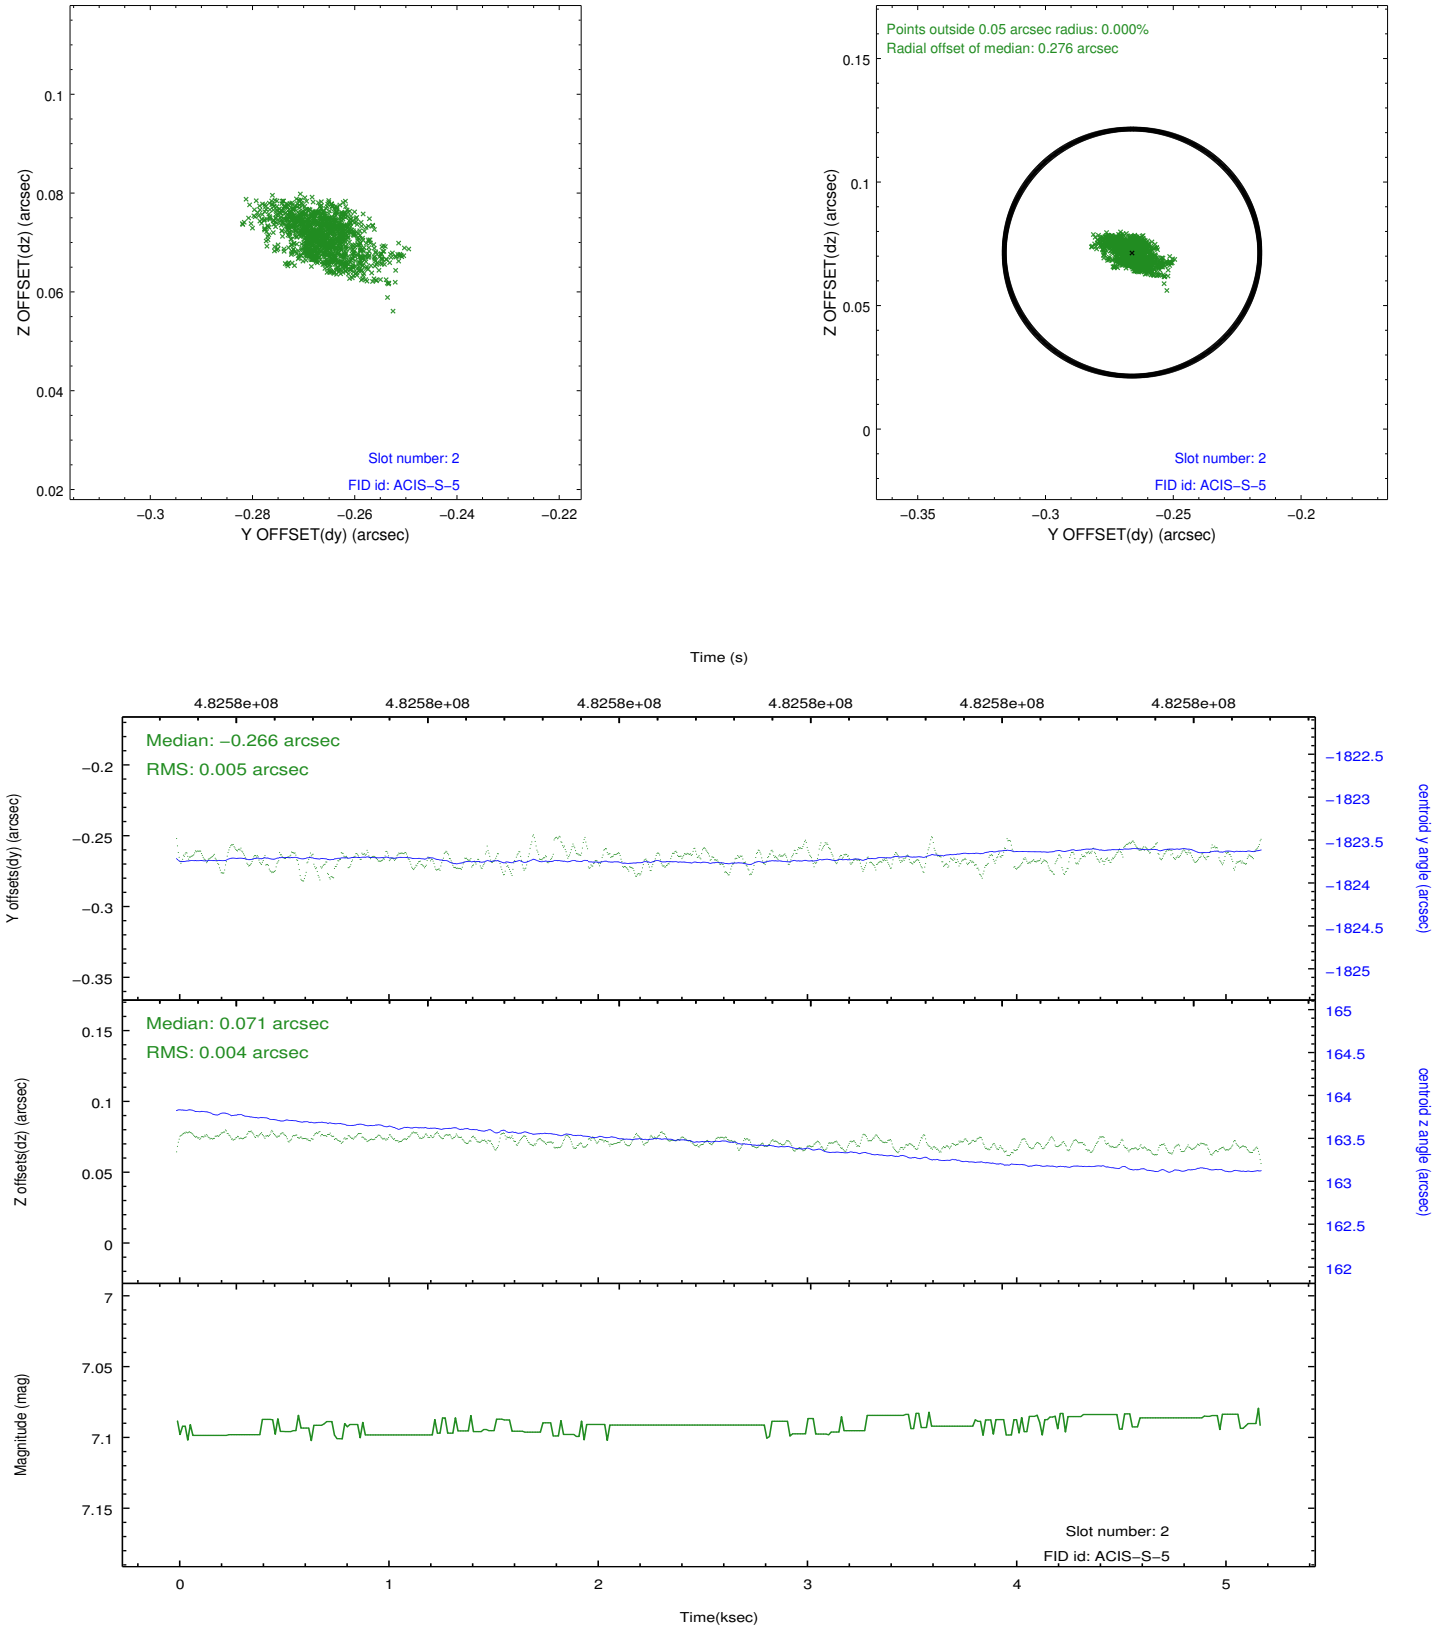 0.1
0.08
0.06
0.04
0.02
Z OFFSET(dz) (arcsec)
Slot number: 2
FID id: ACIS−S−5
−0.3 −0.28 −0.26 −0.24 −0.22
Y OFFSET(dy) (arcsec)
Points outside 0.05 arcsec radius: 0.000%
Radial offset of median: 0.276 arcsec
0.15
0.1
0.05
0
Z OFFSET(dz) (arcsec)
Slot number: 2
FID id: ACIS−S−5
−0.35 −0.3 −0.25 −0.2
Y OFFSET(dy) (arcsec)
Time (s)
4.8258e+08 4.8258e+08 4.8258e+08 4.8258e+08 4.8258e+08 4.8258e+08
Median: −0.266 arcsec
RMS: 0.005 arcsec
−0.2
−0.25
−0.3
−0.35
Y offsets(dy) (arcsec)
−1822.5
−1823
−1823.5
−1824
−1824.5
−1825
centroid y angle (arcsec)
Median: 0.071 arcsec
RMS: 0.004 arcsec
0.15
0.1
0.05
0
Z offsets(dz) (arcsec)
165
164.5
164
163.5
163
162.5
162
centroid z angle (arcsec)
7
7.05
7.1
7.15
Magnitude (mag)
Slot number: 2
FID id: ACIS−S−5
0 1 2 3 4 5
Time(ksec)